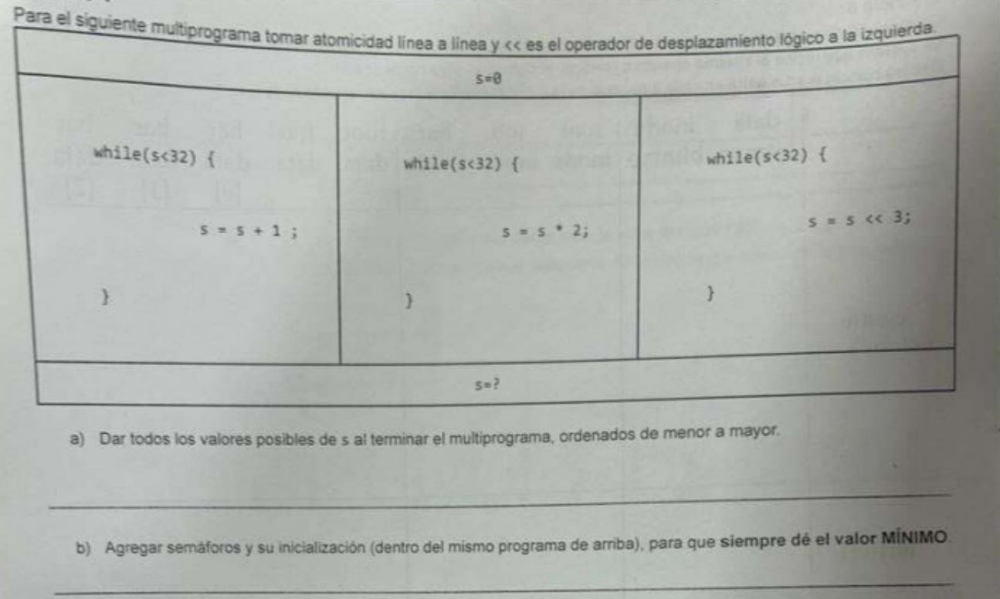 Para el siguiente multiprograma tomar atomicidad línea a línea y << es el operador de desplazamiento lógico a la izquierda.
s=0
while(s<32) {
s = s + 1 ;
}
while(s<32) {
s = s * 2;
}
while(s<32) {
s = s << 3;
}
s=?
a) Dar todos los valores posibles de s al terminar el multiprograma, ordenados de menor a mayor.
b) Agregar semáforos y su inicialización (dentro del mismo programa de arriba), para que siempre dé el valor MÍNIMO.